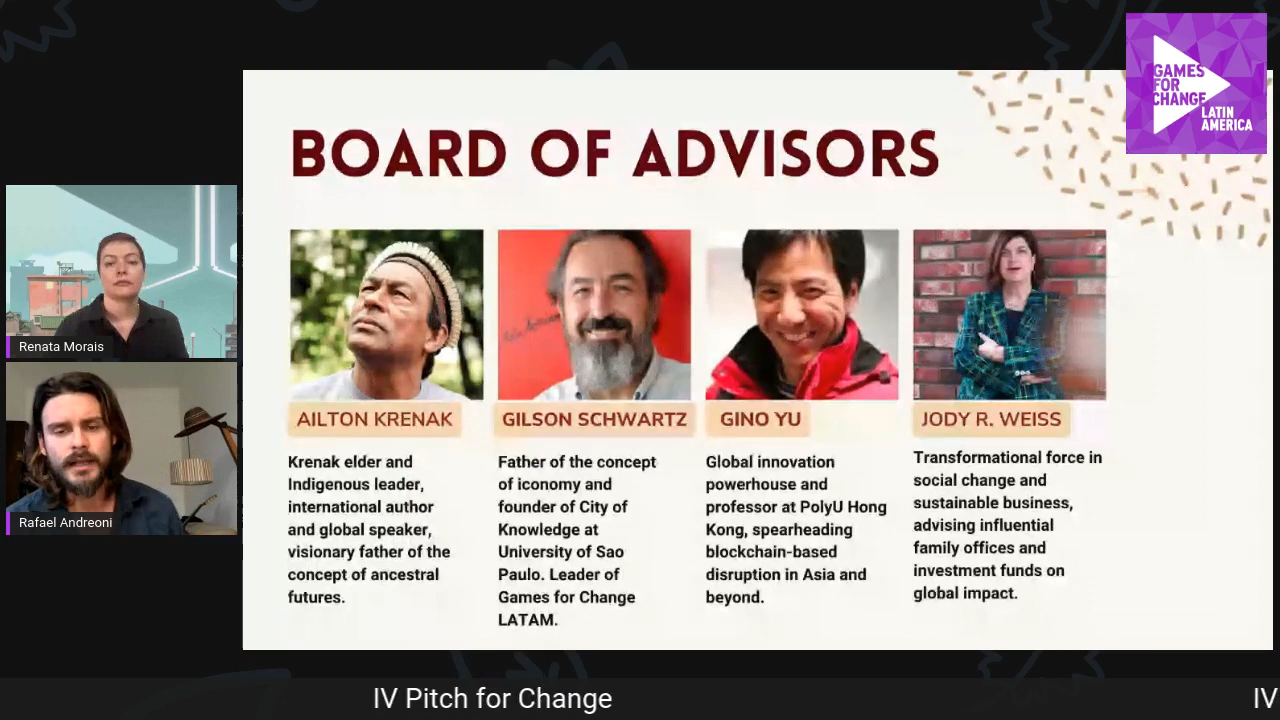 GAMES
FOR
CHANGE
LATIN
AMERICA
BOARD OF ADVISORS
Renata Morais
Rafael Andreoni
AILTON KRENAK
Krenak elder and
Indigenous leader,
international author
and global speaker,
visionary father of the
concept of ancestral
futures.
GILSON SCHWARTZ
Father of the concept
of iconomy and
founder of City of
Knowledge at
University of Sao
Paulo. Leader of
Games for Change
LATAM.
GINO YU
Global innovation
powerhouse and
professor at PolyU Hong
Kong, spearheading
blockchain-based
disruption in Asia and
beyond.
JODY R. WEISS
Transformational force in
social change and
sustainable business,
advising influential
family offices and
investment funds on
global impact.
IV Pitch for Change
IV